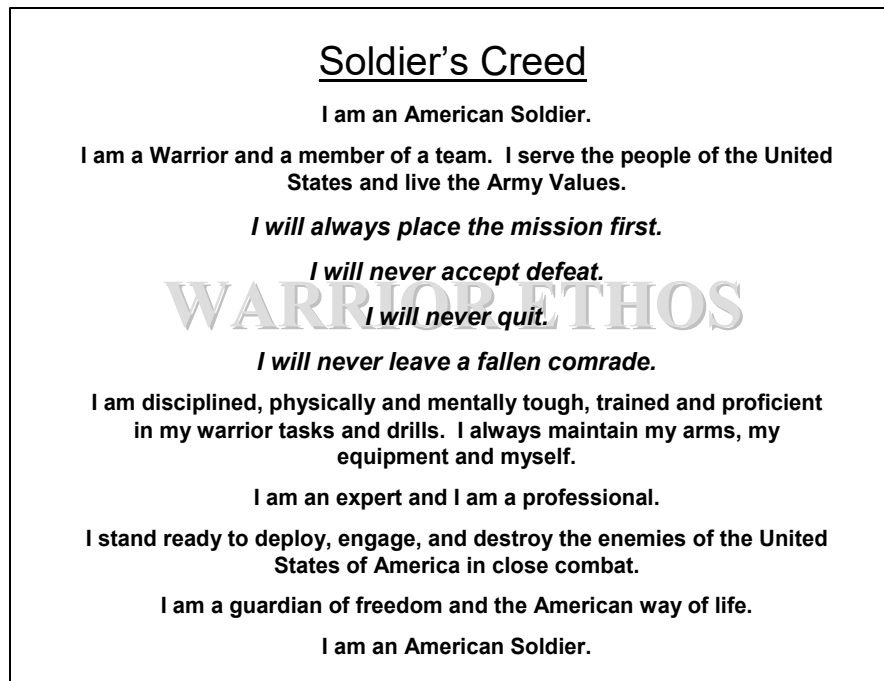 Soldier’s Creed
I am an American Soldier.
I am a Warrior and a member of a team.  I serve the people of the United
States and live the Army Values.
I will always place the mission first.
I will never accept defeat.
WARRIOR ETHOS
I will never quit.
I will never leave a fallen comrade.
I am disciplined, physically and mentally tough, trained and proficient
in my warrior tasks and drills.  I always maintain my arms, my
equipment and myself.
I am an expert and I am a professional.
I stand ready to deploy, engage, and destroy the enemies of the United
States of America in close combat.
I am a guardian of freedom and the American way of life.
I am an American Soldier.